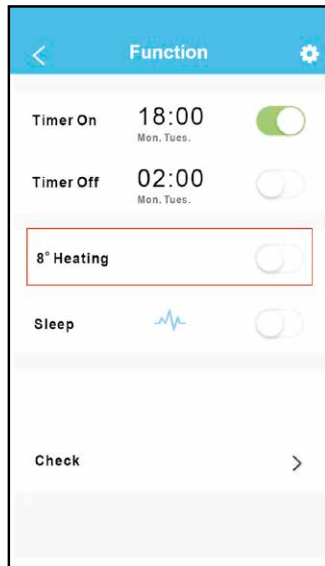 Function
Timer On 18:00
Mon. Tues.
Timer Off 02:00
Mon. Tues.
8° Heating
Sleep
Check